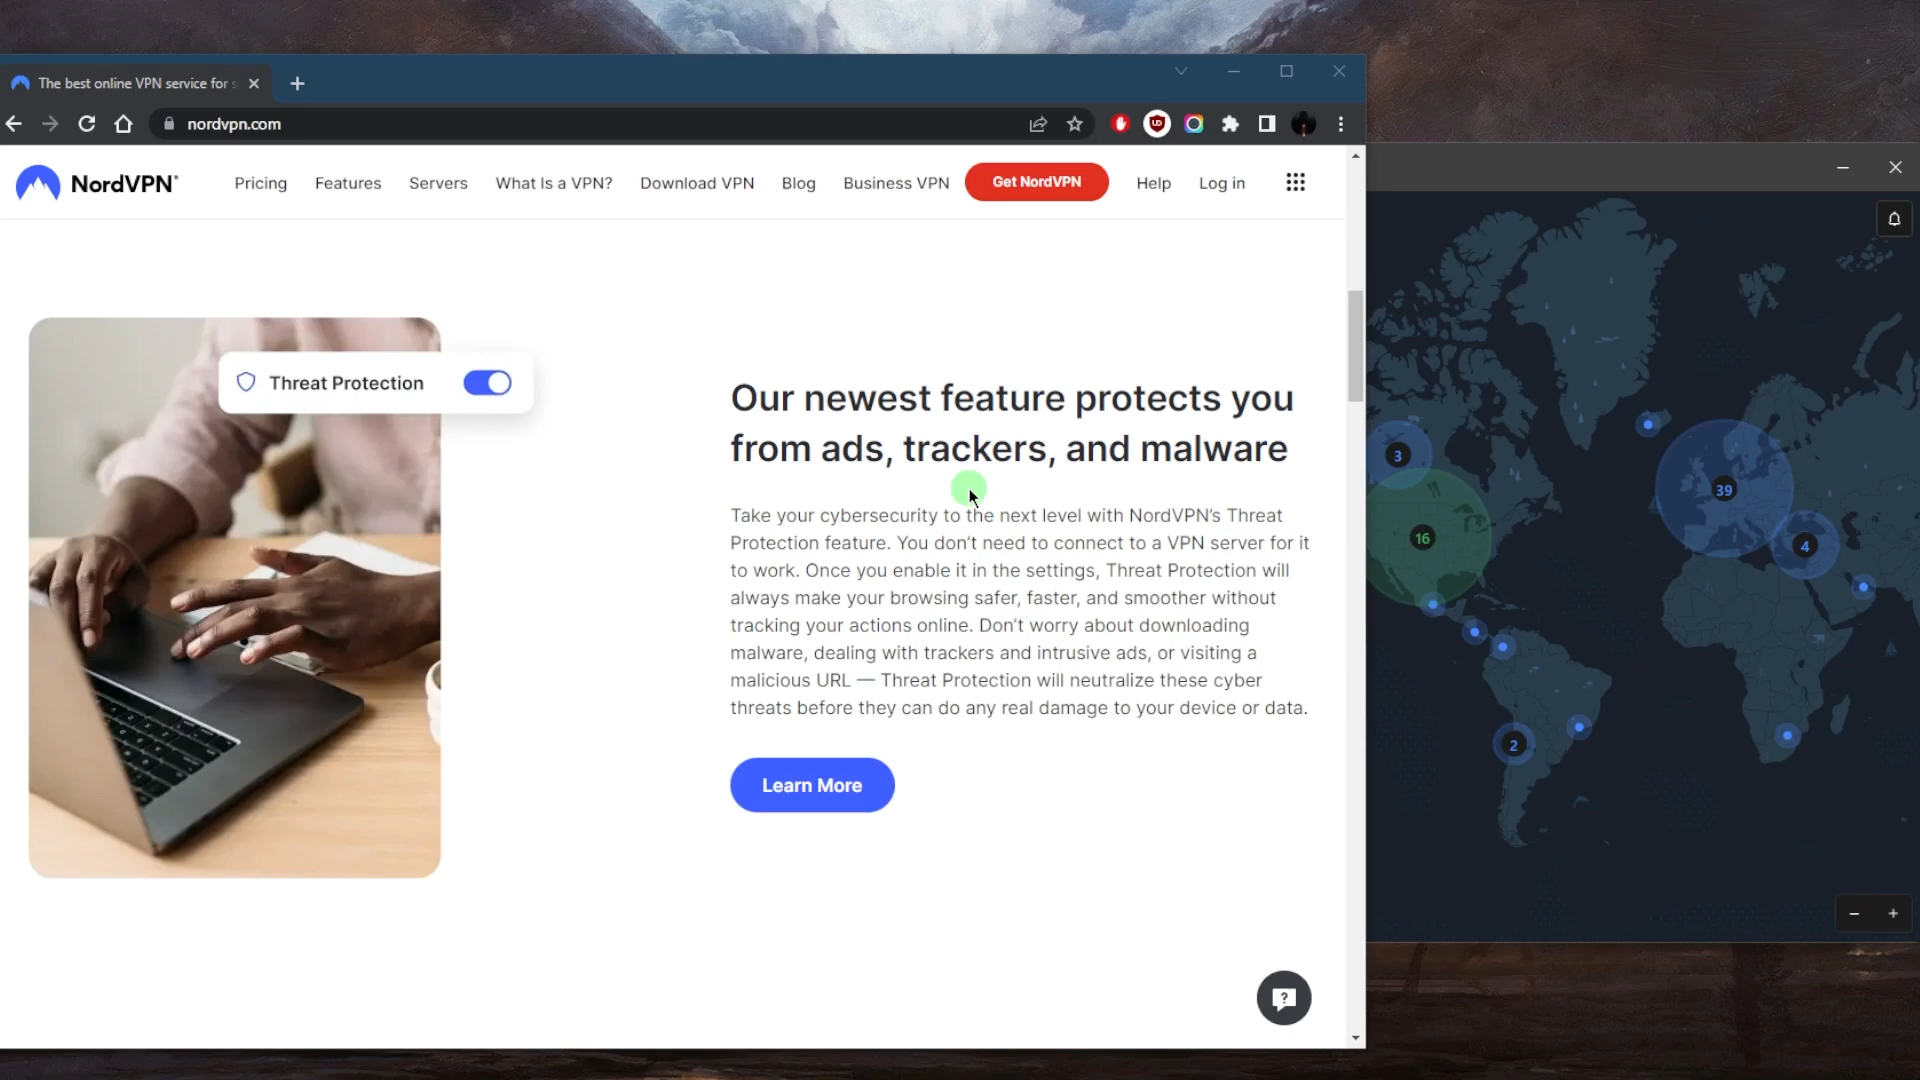 The best online VPN service for s
nordvpn.com
NordVPN®
Pricing
Features
Servers
What Is a VPN?
Download VPN
Blog
Business VPN
Get NordVPN
Help
Log in
Threat Protection
Our newest feature protects you
from ads, trackers, and malware
Take your cybersecurity to the next level with NordVPN’s Threat
Protection feature. You don’t need to connect to a VPN server for it
to work. Once you enable it in the settings, Threat Protection will
always make your browsing safer, faster, and smoother without
tracking your actions online. Don’t worry about downloading
malware, dealing with trackers and intrusive ads, or visiting a
malicious URL — Threat Protection will neutralize these cyber
threats before they can do any real damage to your device or data.
Learn More
3
16
39
4
2